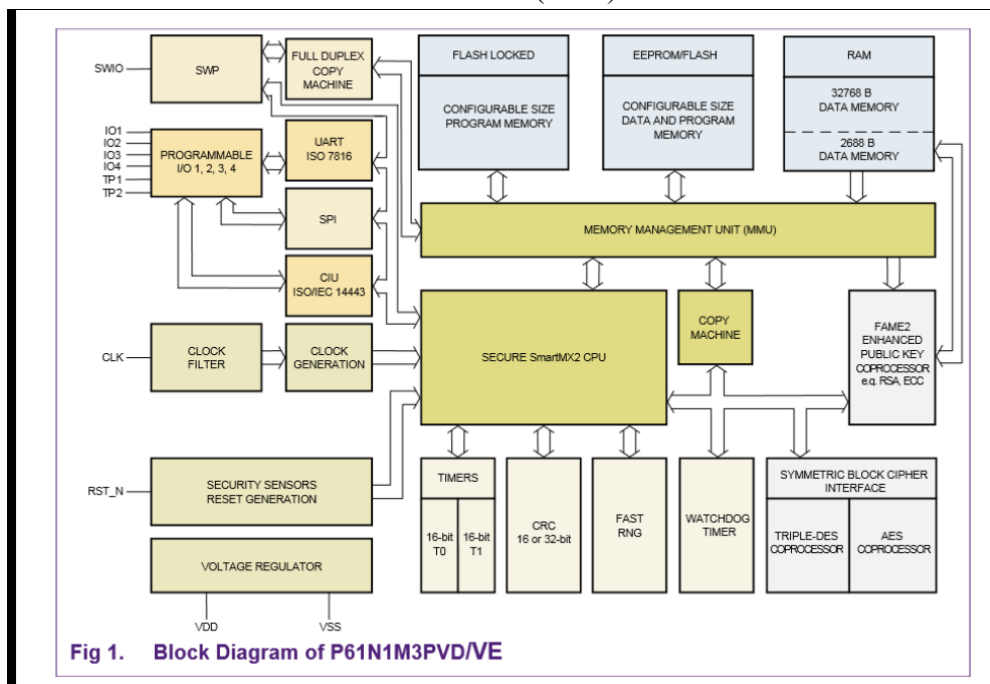 SWIO
SWP
FULL DUPLEX
COPY
MACHINE
FLASH LOCKED
CONFIGURABLE SIZE
PROGRAM MEMORY
EEPROM/FLASH
CONFIGURABLE SIZE
DATA AND PROGRAM
MEMORY
RAM
32768 B
DATA MEMORY
2688 B
DATA MEMORY
IO1
IO2
IO3
IO4
TP1
TP2
PROGRAMMABLE
I/O 1, 2, 3, 4
UART
ISO 7816
SPI
CIU
ISO/IEC 14443
MEMORY MANAGEMENT UNIT (MMU)
CLK
CLOCK
FILTER
CLOCK
GENERATION
SECURE SmartMX2 CPU
COPY
MACHINE
FAME2
ENHANCED
PUBLIC KEY
COPROCESSOR
e.g. RSA, ECC
RST_N
SECURITY SENSORS
RESET GENERATION
TIMERS
16-bit
T0
16-bit
T1
CRC
16 or 32-bit
FAST
RNG
WATCHDOG
TIMER
SYMMETRIC BLOCK CIPHER
INTERFACE
TRIPLE-DES
COPROCESSOR
AES
COPROCESSOR
VOLTAGE REGULATOR
VDD
VSS
Fig 1. Block Diagram of P61N1M3PVD/VE